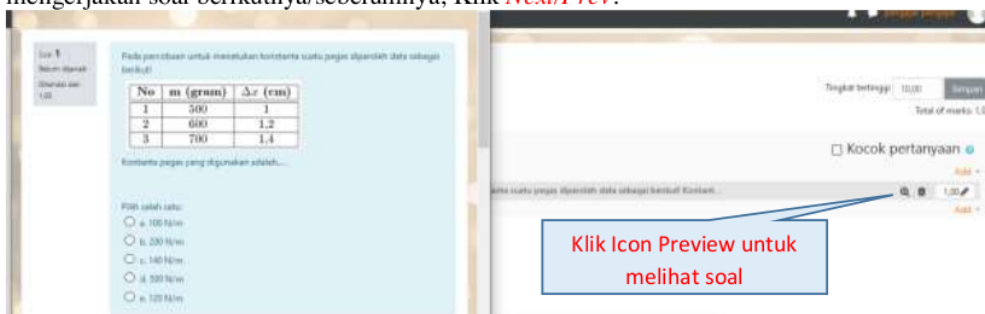 mengerjakan soal berikutnya/sebelumnya, Klik Next/Prev.
Soal 1
Belum dijawab
Ditandai dari
1,00
Pada percobaan untuk menetukan konstanta suatu pegas diperoleh data sebagai
berikut!
No m (gram) Δx (cm)
1 500 1
2 600 1,2
3 700 1,4
Kontanta pegas yang digunakan adalah....
Pilih salah satu:
a. 100 N/m
b. 200 N/m
c. 140 N/m
d. 500 N/m
e. 120 N/m
Tingkat tertinggi 10,00 Simpan
Total of marks: 1,0
Kocok pertanyaan
Add
suatu pegas diperoleh data sebagai berikut! Kontant...
1,00
Add
Klik Icon Preview untuk
melihat soal